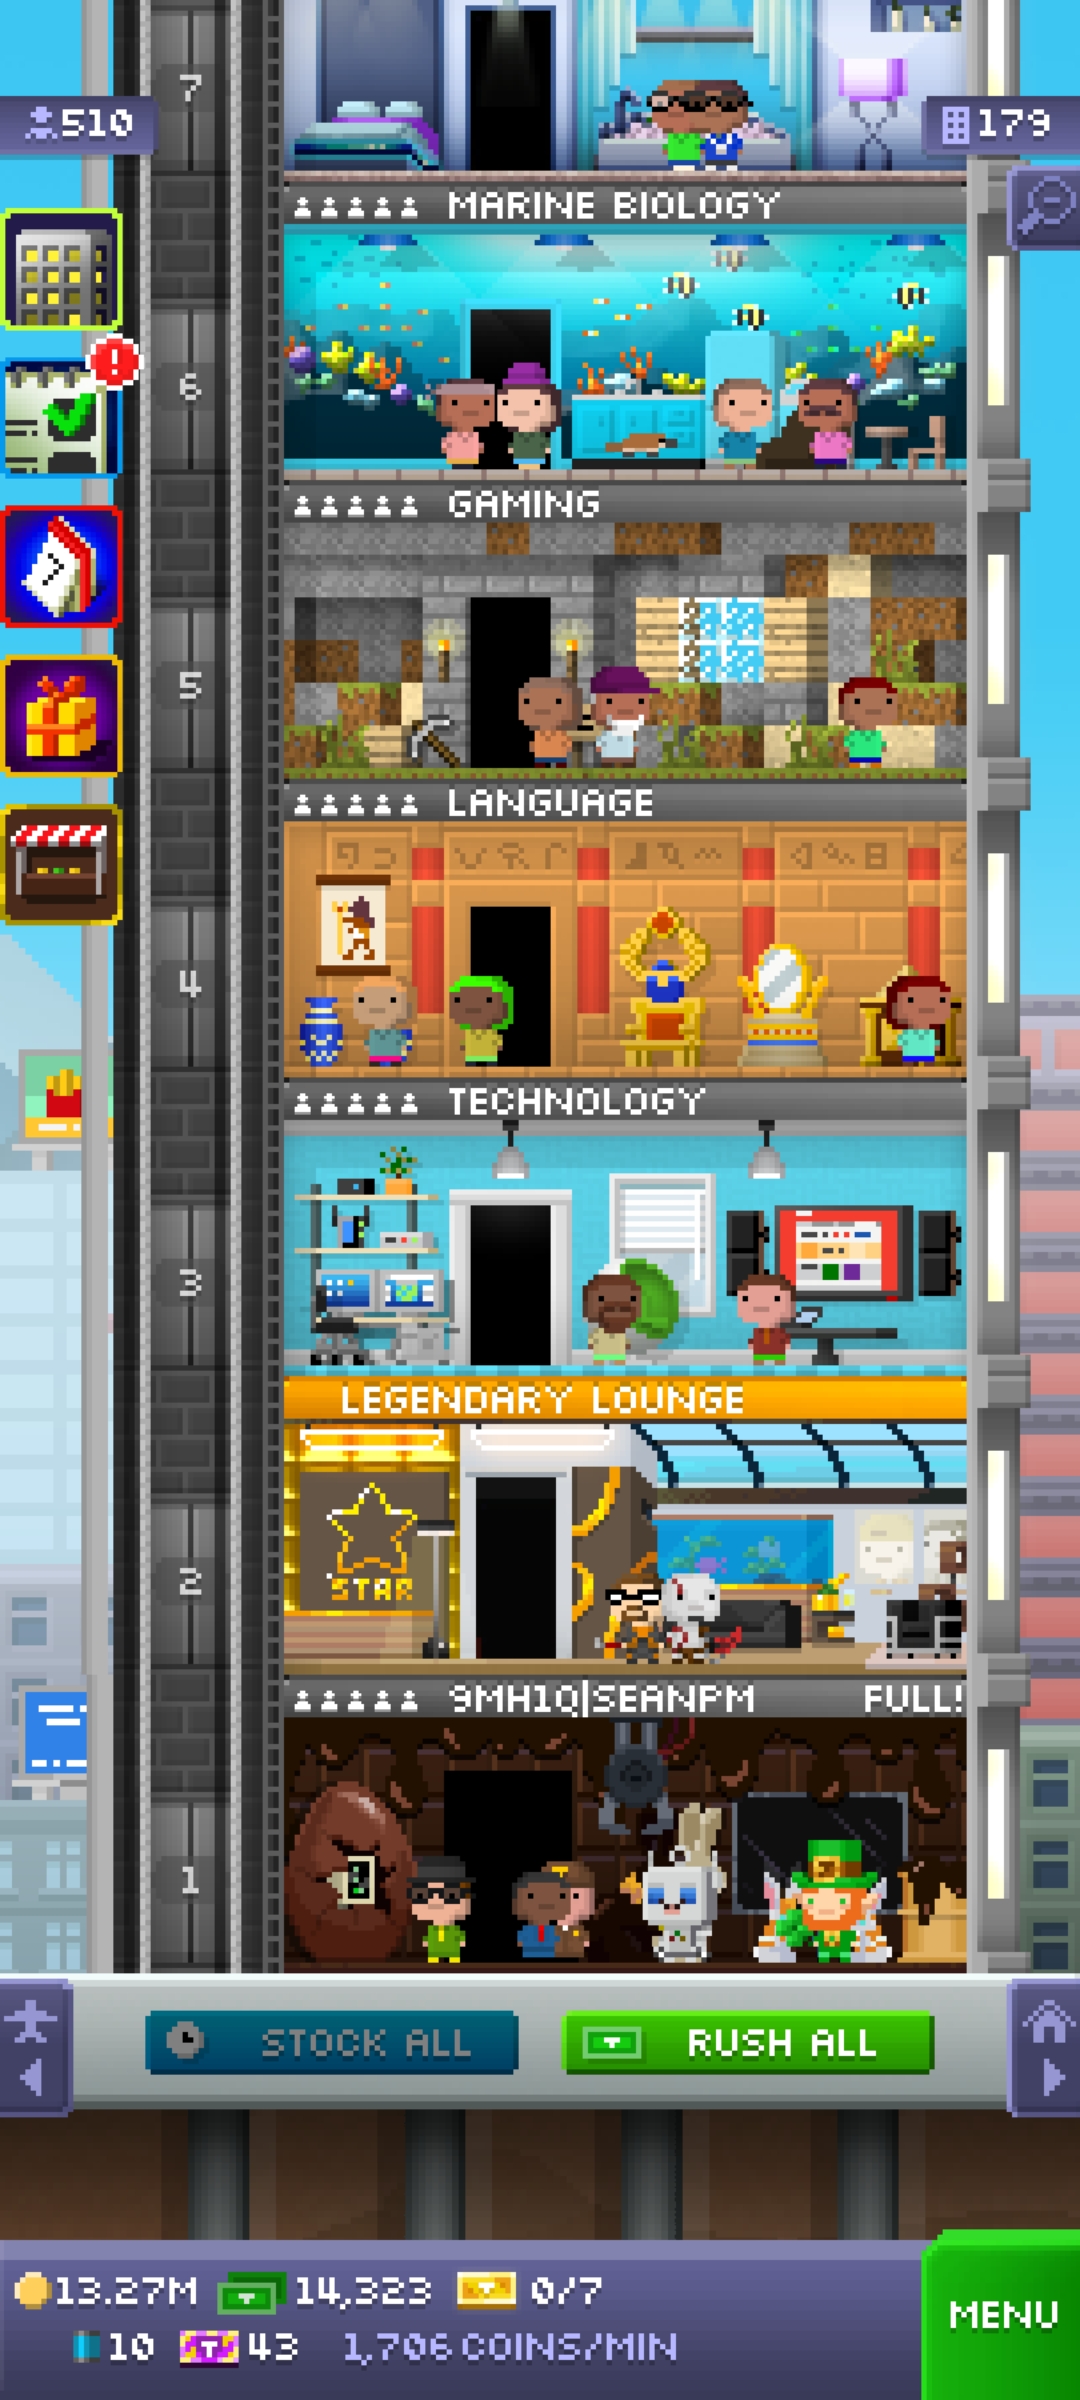 7
510
179
MARINE BIOLOGY
6
GAMING
7
5
LANGUAGE
4
TECHNOLOGY
3
LEGENDARY LOUNGE
STAR
2
9MH1Q|SEANPM FULL!
1
STOCK ALL RUSH ALL
13.27M 14,323 0/7
MENU
10 43 1,706 COINS/MIN